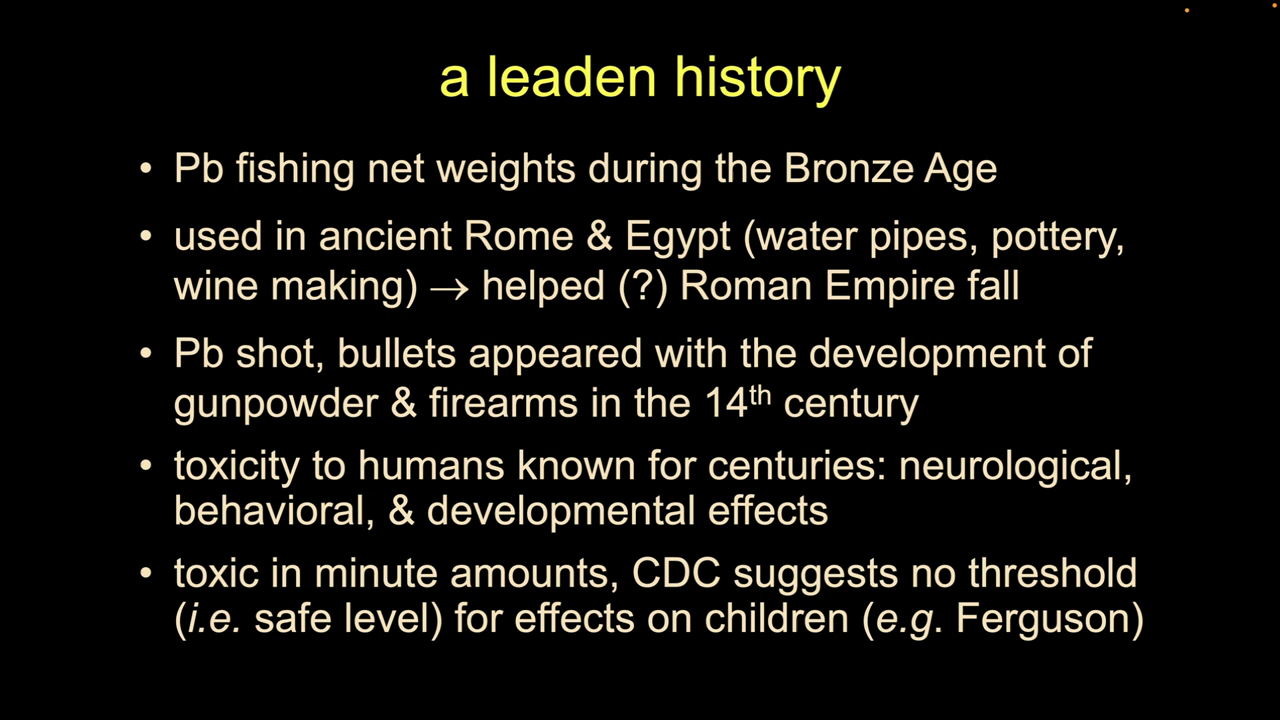 a leaden history
• Pb fishing net weights during the Bronze Age
• used in ancient Rome & Egypt (water pipes, pottery,
wine making) → helped (?) Roman Empire fall
• Pb shot, bullets appeared with the development of
gunpowder & firearms in the 14th century
• toxicity to humans known for centuries: neurological,
behavioral, & developmental effects
• toxic in minute amounts, CDC suggests no threshold
(i.e. safe level) for effects on children (e.g. Ferguson)